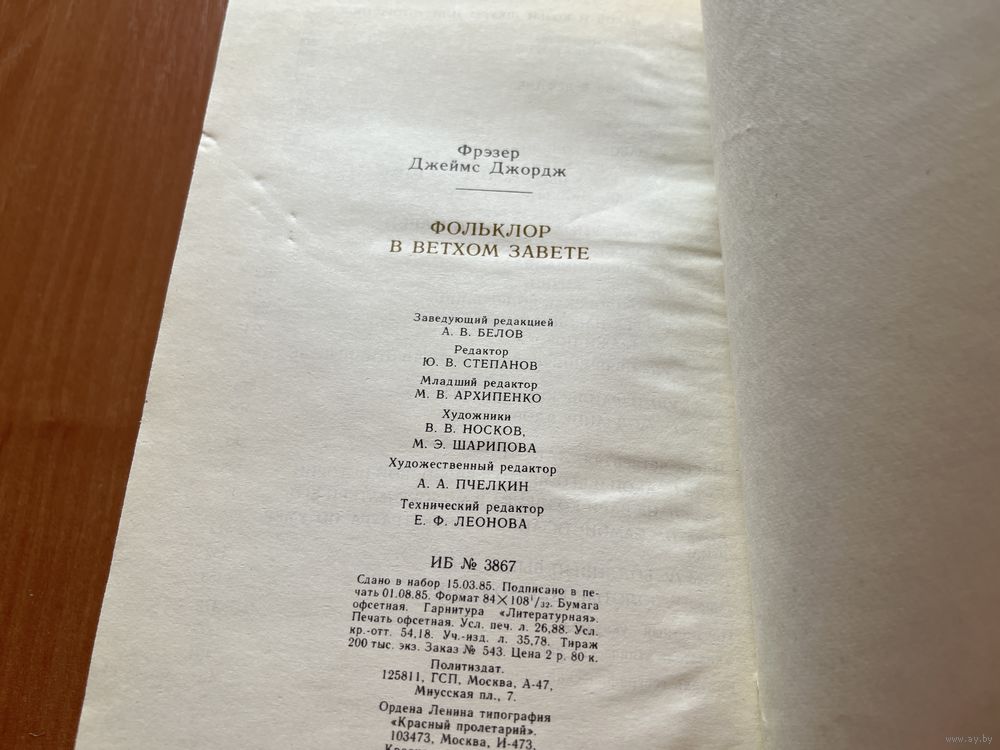 Фрэзер
Джеймс Джордж
ФОЛЬКЛОР
В ВЕТХОМ ЗАВЕТЕ
Заведующий редакцией
А. В. БЕЛОВ
Редактор
Ю. В. СТЕПАНОВ
Младший редактор
М. В. АРХИПЕНКО
Художники
В. В. НОСКОВ,
М. Э. ШАРИПОВА
Художественный редактор
А. А. ПЧЕЛКИН
Технический редактор
Е. Ф. ЛЕОНОВА
ИБ № 3867
Сдано в набор 15.03.85. Подписано в пе-
чать 01.08.85. Формат 84×108¹/₃₂. Бумага
офсетная. Гарнитура «Литературная».
Печать офсетная. Усл. печ. л. 26,88. Усл.
кр.-отт. 54,18. Уч.-изд. л. 35,78. Тираж
200 тыс. экз. Заказ № 543. Цена 2 р. 80 к.
Политиздат.
125811, ГСП, Москва, А-47,
Миусская пл., 7.
Ордена Ленина типография
«Красный пролетарий».
103473, Москва, И-473,
www.ay.by